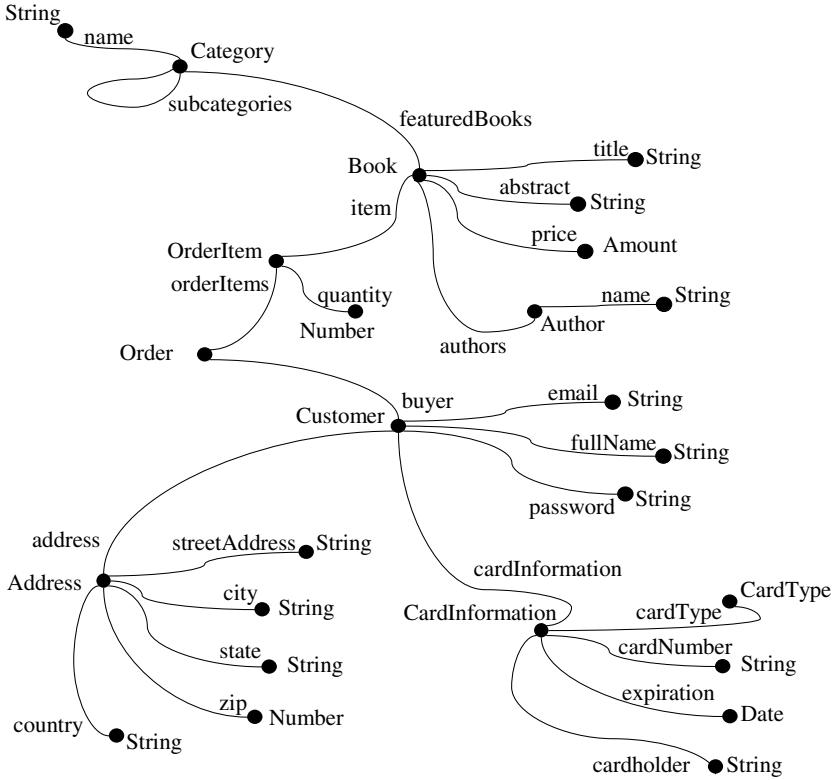 String
name
Category
subcategories
featuredBooks
Book
title
String
abstract
String
item
price
Amount
OrderItem
orderItems
quantity
Number
name
String
Author
authors
Order
buyer
Customer
email
String
fullName
String
password
String
address
Address
streetAddress
String
city
String
state
String
zip
Number
country
String
cardInformation
CardInformation
cardType
CardType
cardNumber
String
expiration
Date
cardholder
String